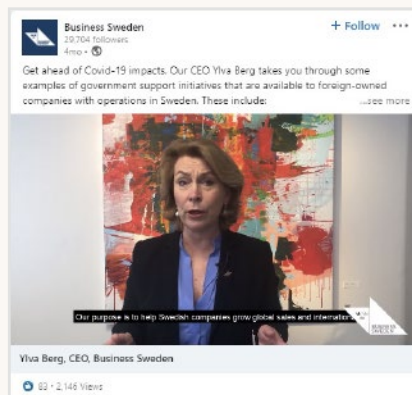 Business Sweden
29,704 followers
4mo •
+ Follow •••
Get ahead of Covid-19 impacts. Our CEO Ylva Berg takes you through some
examples of government support initiatives that are available to foreign-owned
companies with operations in Sweden. These include:
...see more
Our purpose is to help Swedish companies grow global sales and internation
BUSINESS
SWEDEN
Ylva Berg, CEO, Business Sweden
83 • 2,146 Views